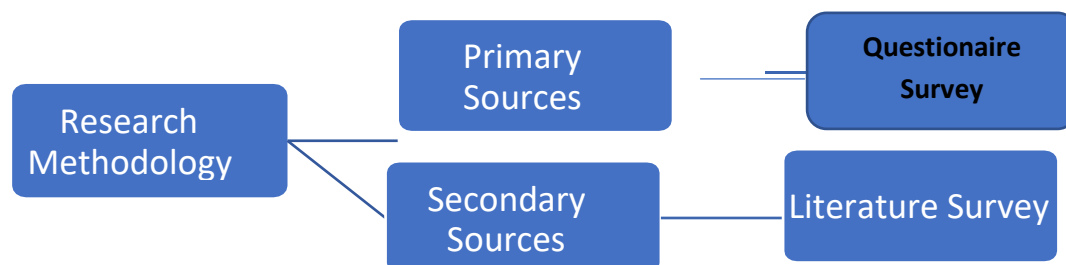 Primary
Sources
Questionaire
Survey
Research
Methodology
Secondary
Sources
Literature Survey